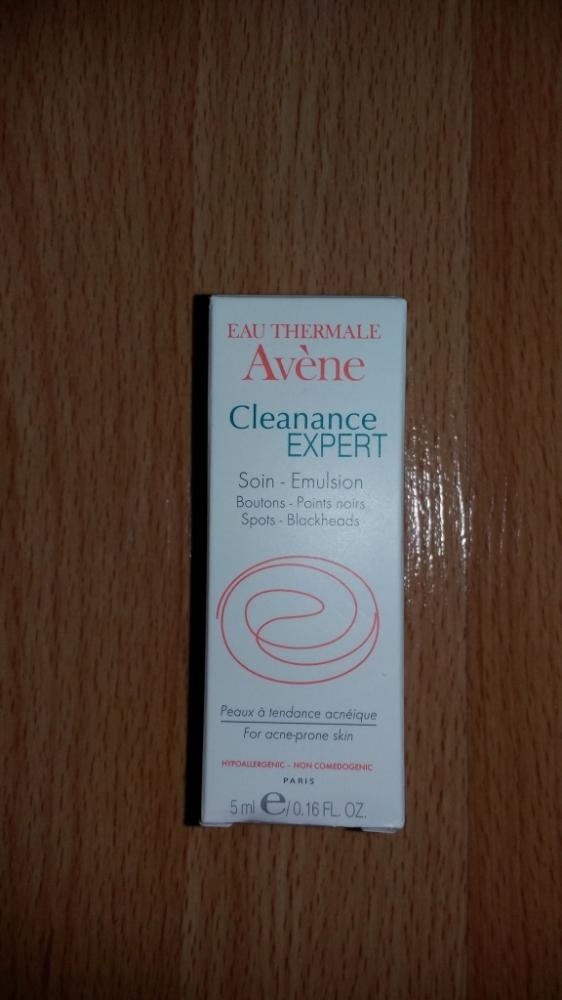 EAU THERMALE
Avène
Cleanance
EXPERT
Soin - Emulsion
Boutons - Points noirs
Spots - Blackheads
Peaux à tendance acnéique
For acne-prone skin
HYPOALLERGENIC - NON COMEDOGENIC
PARIS
5 ml e/0.16 FL. OZ.